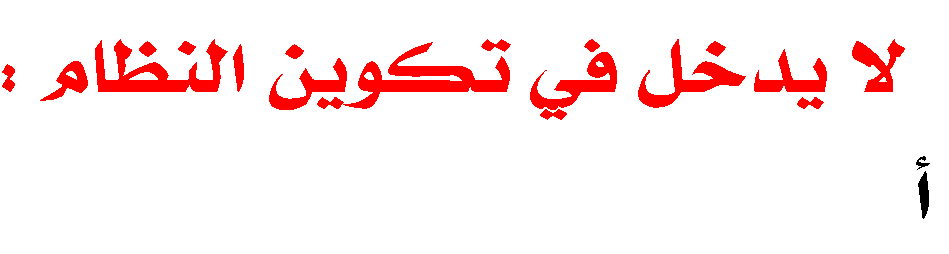 لا يدخل في تكوين النظام :
أ